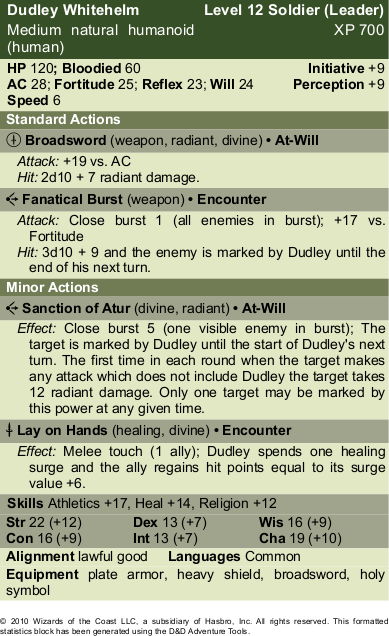 Dudley Whitehelm Level 12 Soldier (Leader)
Medium natural humanoid XP 700
(human)
HP 120; Bloodied 60 Initiative +9
AC 28; Fortitude 25; Reflex 23; Will 24 Perception +9
Speed 6
Standard Actions
Broadsword (weapon, radiant, divine) • At-Will
Attack: +19 vs. AC
Hit: 2d10 + 7 radiant damage.
Fanatical Burst (weapon) • Encounter
Attack: Close burst 1 (all enemies in burst); +17 vs.
Fortitude
Hit: 3d10 + 9 and the enemy is marked by Dudley until the
end of his next turn.
Minor Actions
Sanction of Atur (divine, radiant) • At-Will
Effect: Close burst 5 (one visible enemy in burst); The
target is marked by Dudley until the start of Dudley's next
turn. The first time in each round when the target makes
any attack which does not include Dudley the target takes
12 radiant damage. Only one target may be marked by
this power at any given time.
Lay on Hands (healing, divine) • Encounter
Effect: Melee touch (1 ally); Dudley spends one healing
surge and the ally regains hit points equal to its surge
value +6.
Skills Athletics +17, Heal +14, Religion +12
Str 22 (+12) Dex 13 (+7) Wis 16 (+9)
Con 16 (+9) Int 13 (+7) Cha 19 (+10)
Alignment lawful good Languages Common
Equipment plate armor, heavy shield, broadsword, holy
symbol
© 2010 Wizards of the Coast LLC, a subsidiary of Hasbro, Inc. All rights reserved. This formatted
statistics block has been generated using the D&D Adventure Tools.